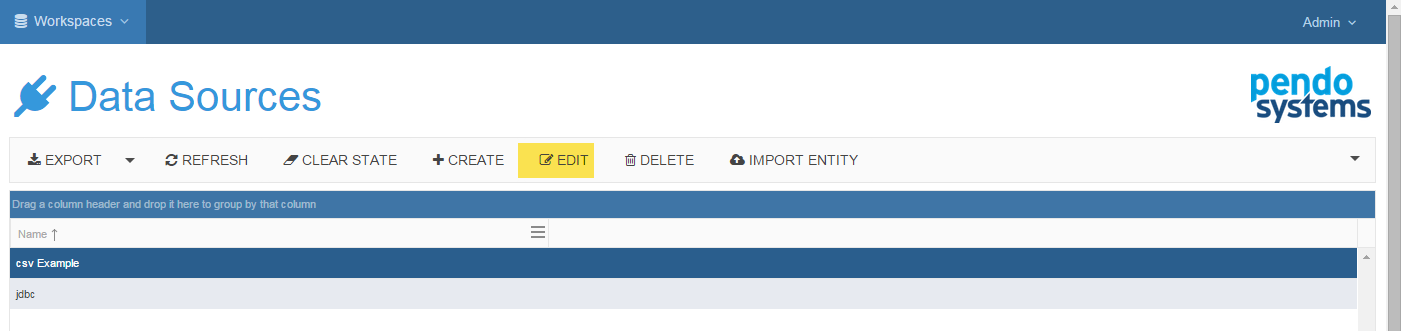 Workspaces Admin
Data Sources
pendo
systems
EXPORT REFRESH CLEAR STATE CREATE EDIT DELETE IMPORT ENTITY
Drag a column header and drop it here to group by that column
Name ↑
csv Example
jdbc